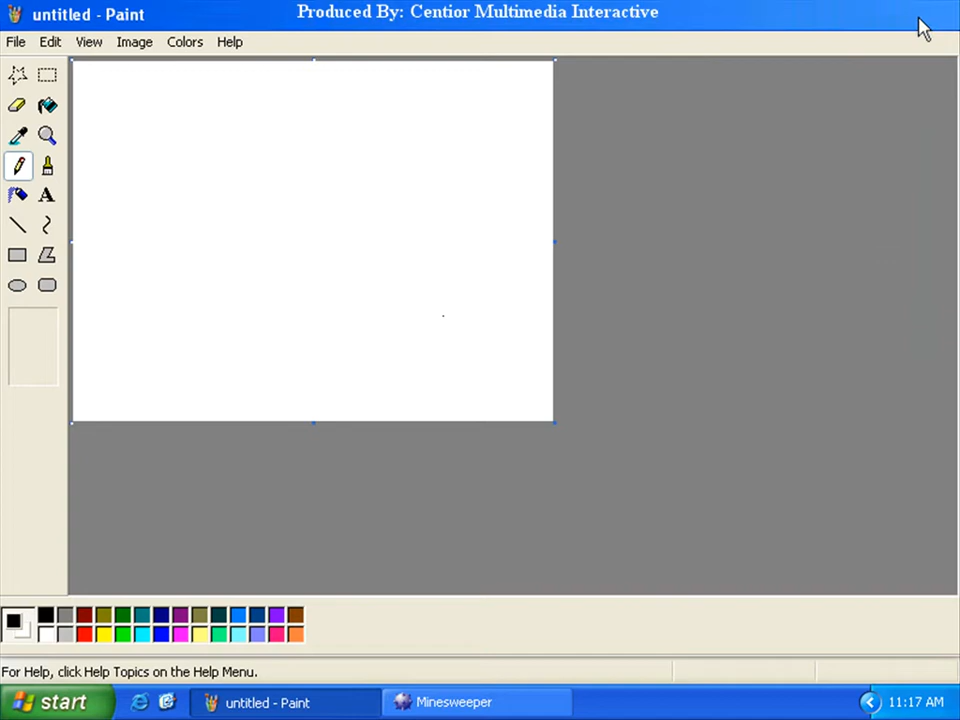 untitled - Paint
Produced By: Centior Multimedia Interactive
File Edit View Image Colors Help
A
For Help, click Help Topics on the Help Menu.
start
untitled - Paint
Minesweeper
11:17 AM